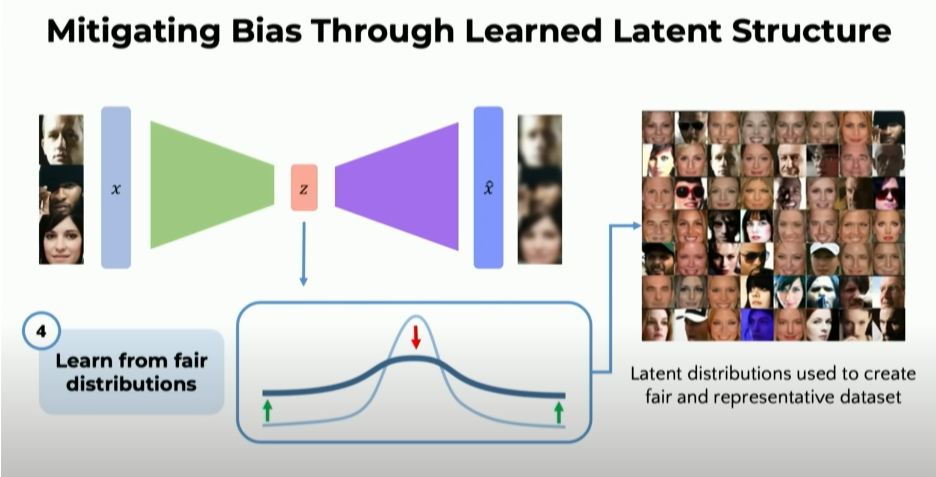 Mitigating Bias Through Learned Latent Structure
x
z
x̂
4
Learn from fair
distributions
Latent distributions used to create
fair and representative dataset